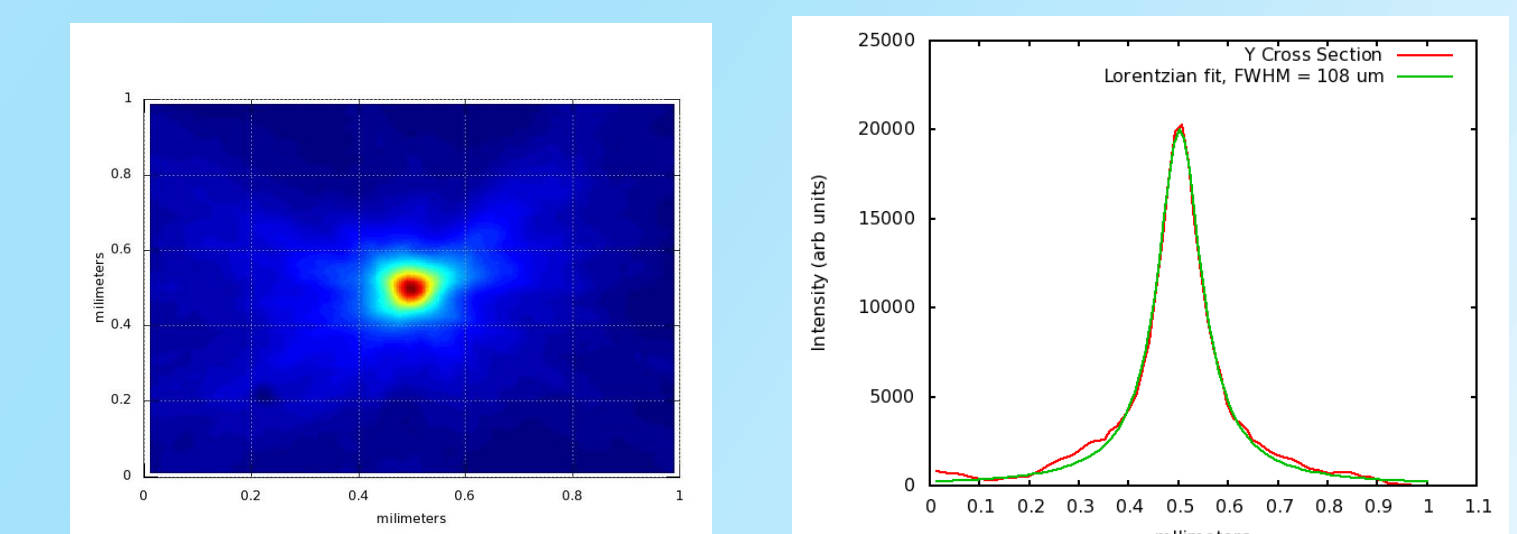 1
0.8
0.6
0.4
0.2
0
milimeters
0 0.2 0.4 0.6 0.8 1
milimeters
25000
20000
15000
10000
5000
0
Intensity (arb units)
Y Cross Section
Lorentzian fit, FWHM = 108 um
0 0.1 0.2 0.3 0.4 0.5 0.6 0.7 0.8 0.9 1 1.1